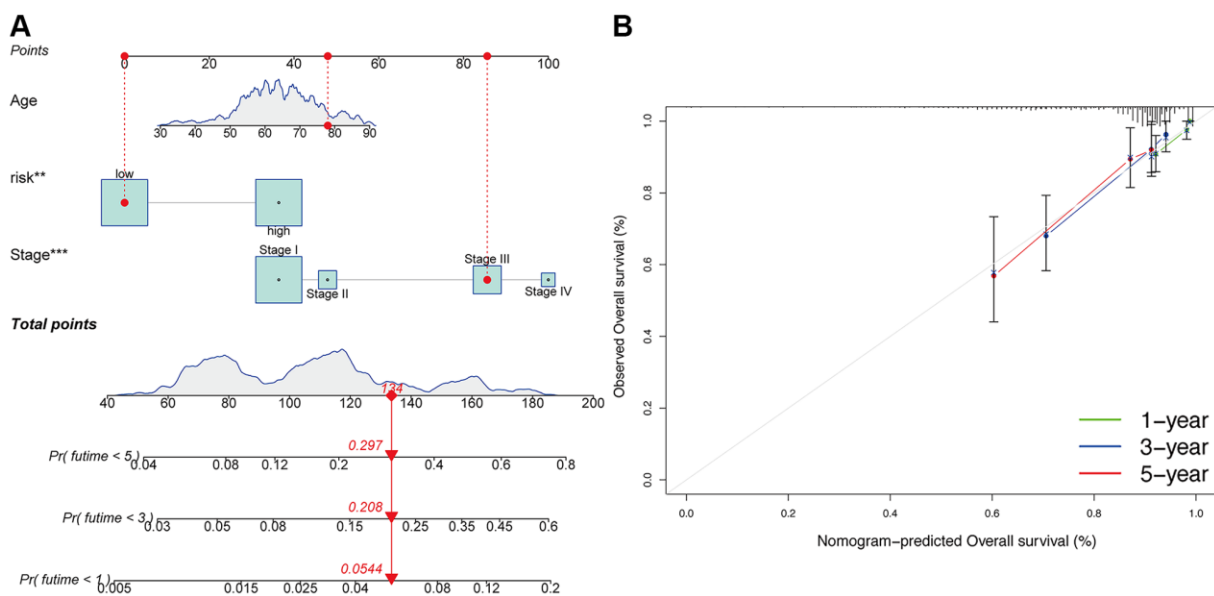 A
Points
0 20 40 60 80 100
Age
30 40 50 60 70 80 90
risk**
low
high
Stage***
Stage I
Stage II
Stage III
Stage IV
Total points
134
40 60 80 100 120 140 160 180 200
0.297
Pr( futime < 5)
0.04 0.08 0.12 0.2 0.4 0.6 0.8
0.208
Pr( futime < 3)
0.03 0.05 0.08 0.15 0.25 0.35 0.45 0.6
0.0544
Pr( futime < 1)
0.005 0.015 0.025 0.04 0.08 0.12 0.2
B
Observed Overall survival (%)
1.0
0.8
0.6
0.4
0.2
0.0
0.0 0.2 0.4 0.6 0.8 1.0
Nomogram-predicted Overall survival (%)
1-year
3-year
5-year